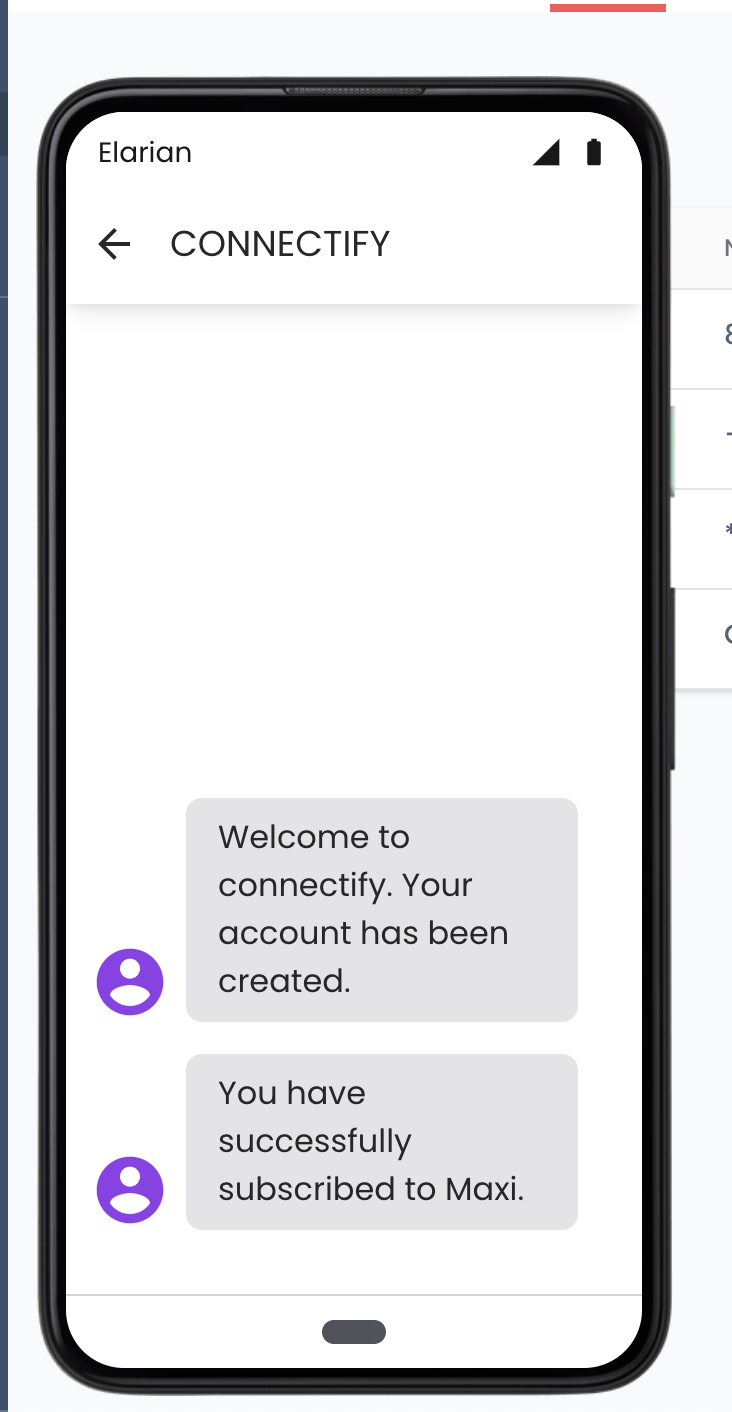 Elarian
CONNECTIFY
Welcome to
connectify. Your
account has been
created.
You have
successfully
subscribed to Maxi.